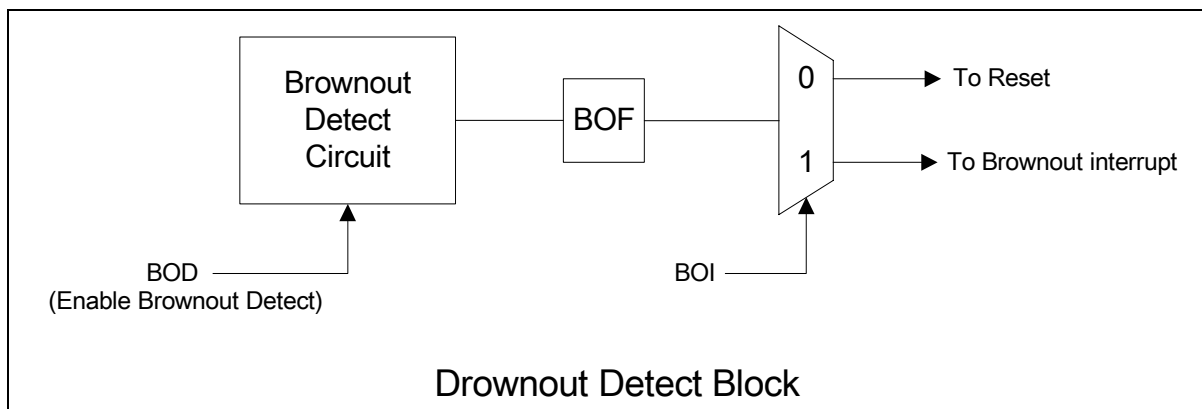 Brownout
Detect
Circuit
BOF
0
To Reset
1
To Brownout interrupt
BOD
(Enable Brownout Detect)
BOI
Drownout Detect Block